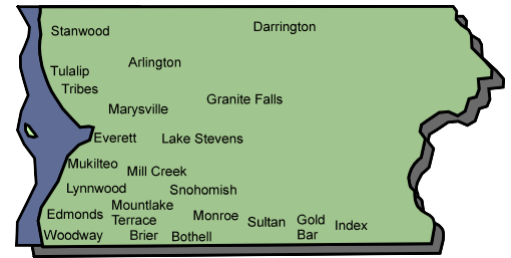 Darrington
Stanwood
Arlington
Tulalip
Tribes
Granite Falls
Marysville
Everett
Lake Stevens
Mukilteo
Mill Creek
Lynnwood
Snohomish
Mountlake
Terrace
Edmonds
Monroe
Sultan
Gold
Bar
Index
Woodway
Brier
Bothell